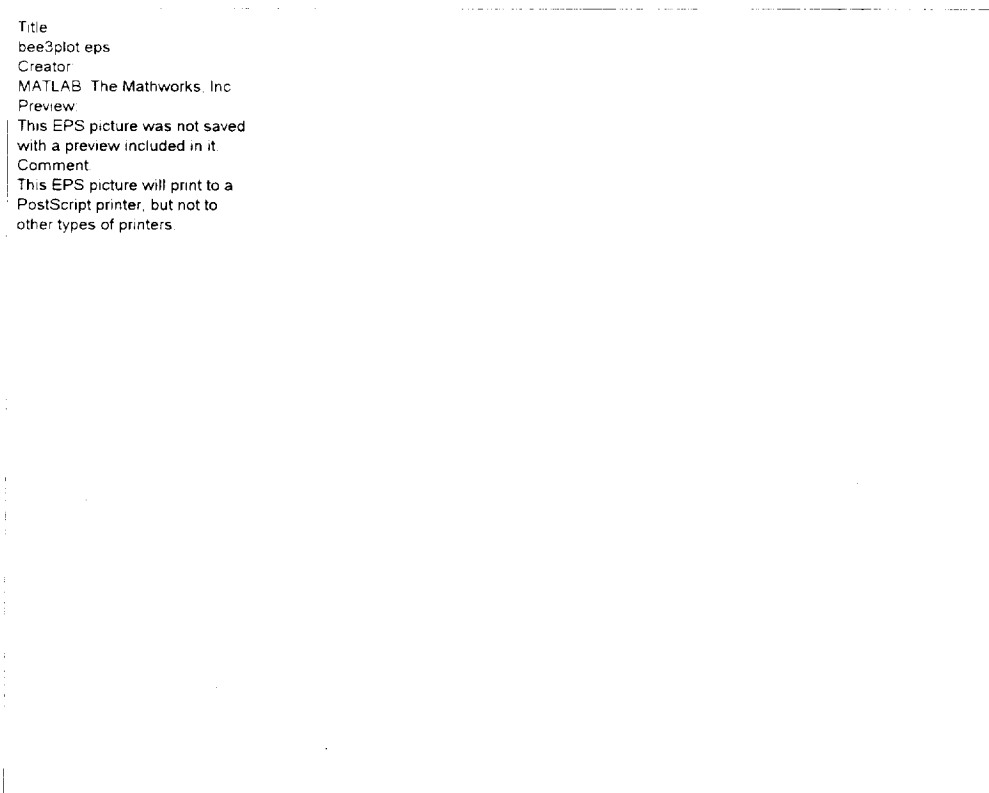 Title
bee3plot eps
Creator
MATLAB The Mathworks, Inc
Preview:
This EPS picture was not saved
with a preview included in it.
Comment
This EPS picture will print to a
PostScript printer, but not to
other types of printers.